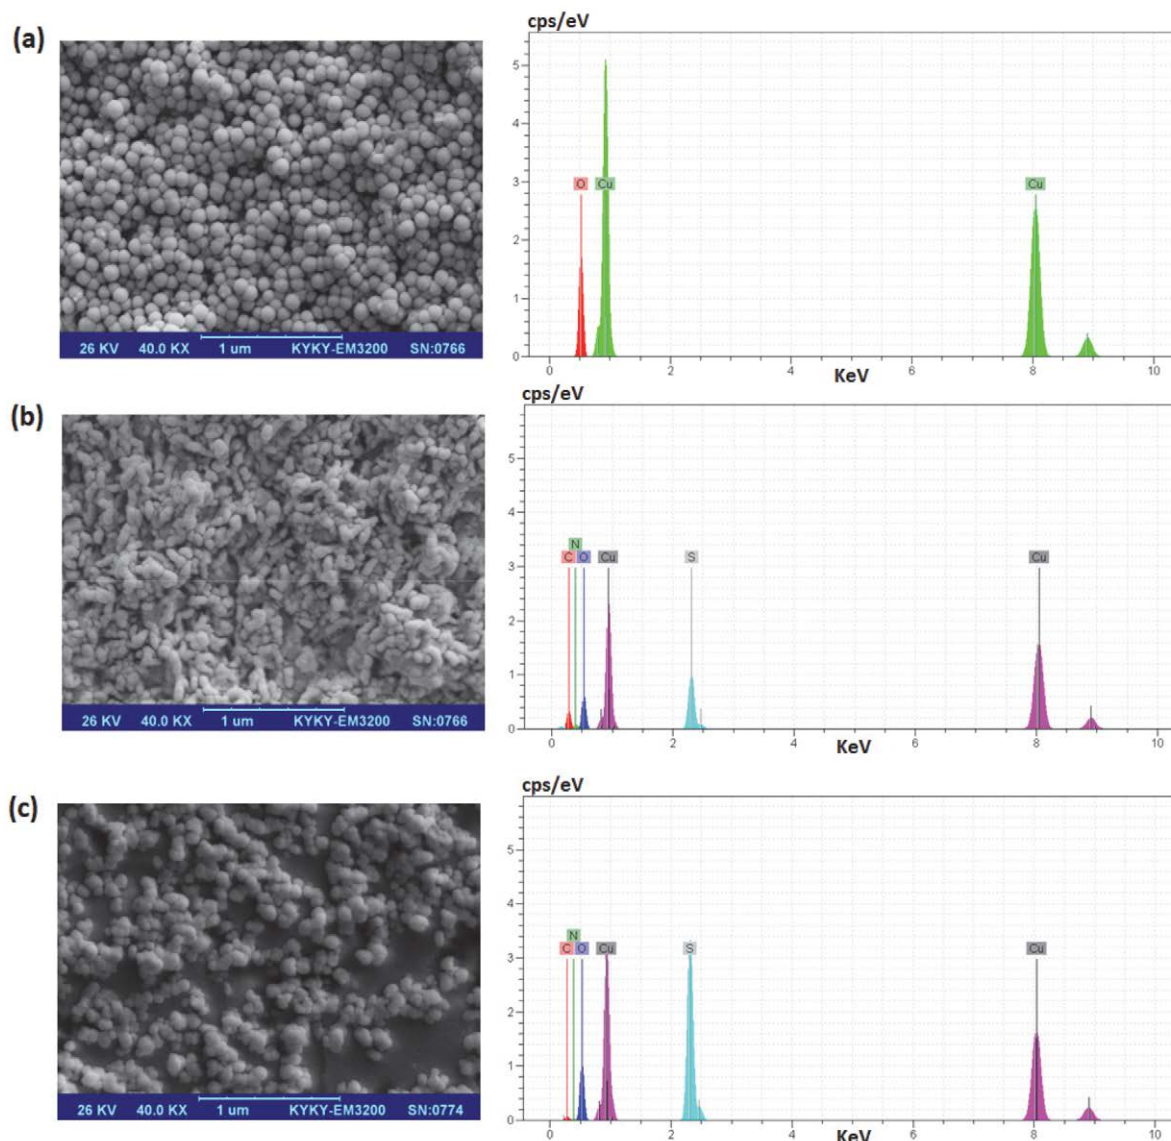 (a)
26 KV 40.0 KX 1 um KYKY-EM3200 SN:0766
cps/eV
5
4
3
2
1
0
O
Cu
Cu
0 2 4 6 8 10
KeV
(b)
26 KV 40.0 KX 1 um KYKY-EM3200 SN:0766
cps/eV
5
4
3
2
1
0
N
C O Cu S Cu
0 2 4 6 8 10
KeV
(c)
26 KV 40.0 KX 1 um KYKY-EM3200 SN:0774
cps/eV
5
4
3
2
1
0
N
C O Cu S Cu
0 2 4 6 8 10
KeV